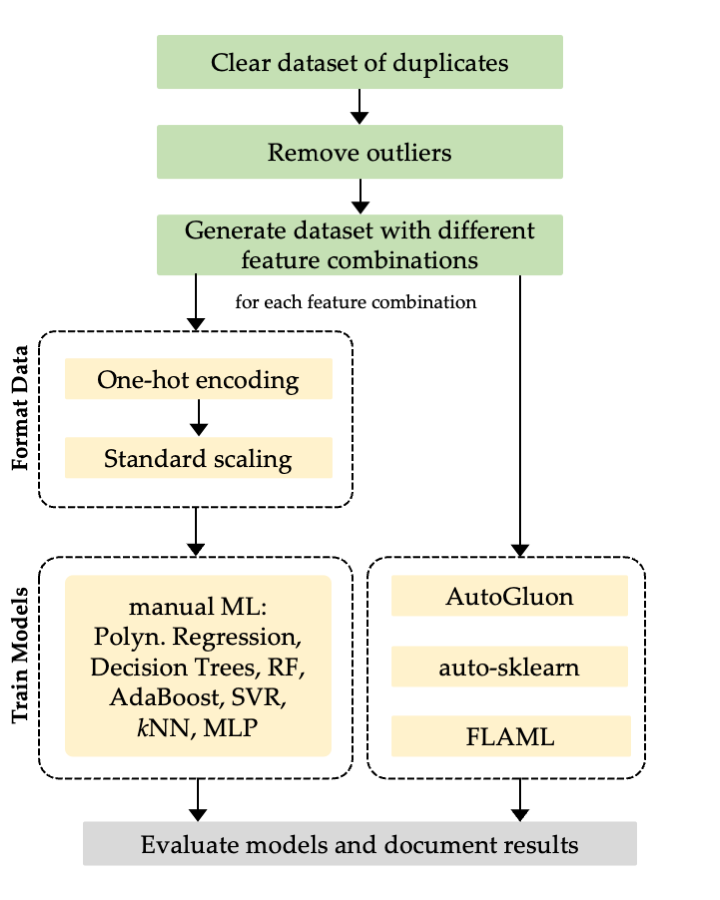 Clear dataset of duplicates
Remove outliers
Generate dataset with different
feature combinations
for each feature combination
Format Data
One-hot encoding
Standard scaling
Train Models
manual ML:
Polyn. Regression,
Decision Trees, RF,
AdaBoost, SVR,
kNN, MLP
AutoGluon
auto-sklearn
FLAML
Evaluate models and document results